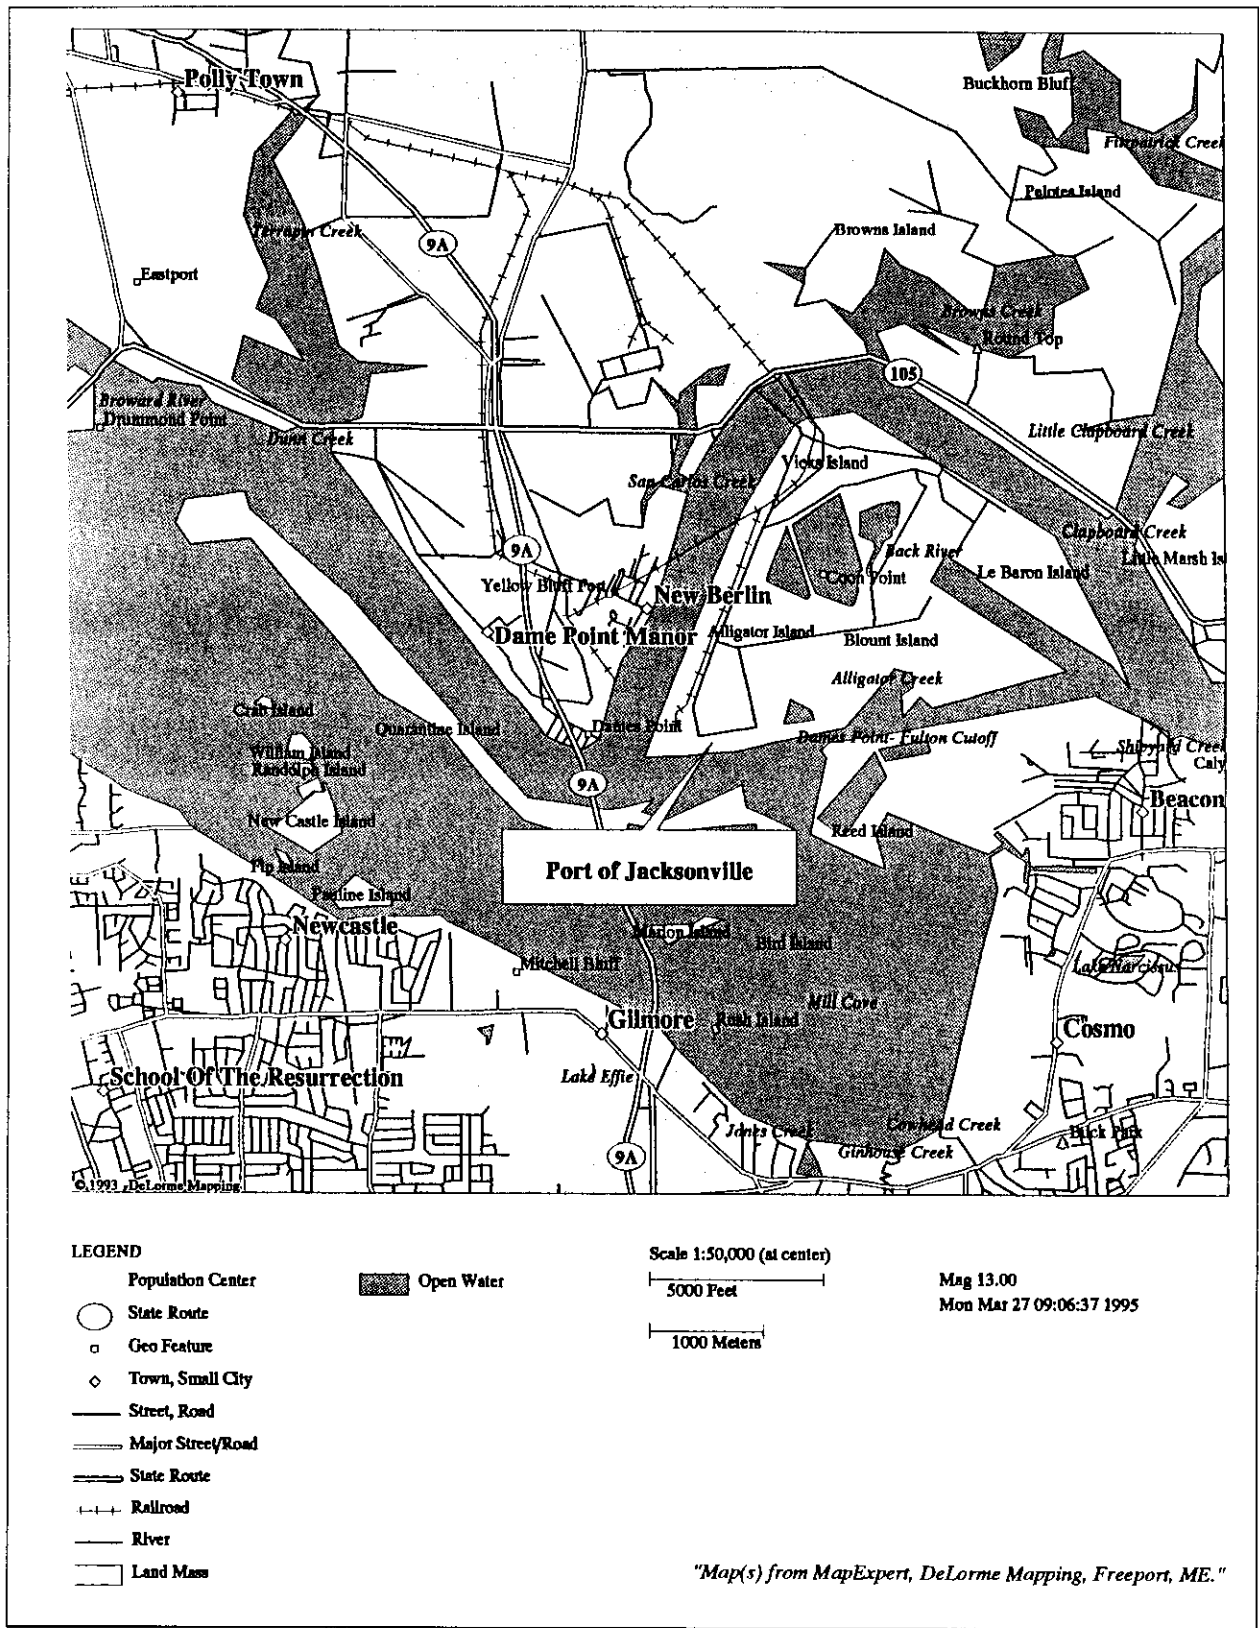 Polly Town
Buckhorn Bluff
Fitzpatrick Creek
Pelotes Island
Terrapin Creek
9A
Browns Island
Eastport
Browns Creek
Round Top
105
Broward River
Drummond Point
Dunn Creek
Little Clapboard Creek
Vicks Island
San Carlos Creek
Clapboard Creek
9A
Back River
Little Marsh Is
Yellow Bluff Fort
Coon Point
Le Baron Island
New Berlin
Dame Point Manor
Alligator Island
Blount Island
Alligator Creek
Crab Island
Quarantine Island
Dames Point
Dames Point- Fulton Cutoff
William Island
Shipyard Creek
Randolph Island
Caly
9A
Beacon
New Castle Island
Reed Island
Pip Island
Port of Jacksonville
Pauline Island
Newcastle
Marion Island
Bird Island
Mitchell Bluff
Lake Narcissus
Mill Cove
Gilmore
Rush Island
Cosmo
School Of The Resurrection
Lake Effie
Jones Creek
Cowhead Creek
Buck Park
9A
Ginhouse Creek
© 1993 DeLorme Mapping
LEGEND
Population Center
State Route
Geo Feature
Town, Small City
Street, Road
Major Street/Road
State Route
Railroad
River
Land Mass
Open Water
Scale 1:50,000 (at center)
5000 Feet
1000 Meters
Mag 13.00
Mon Mar 27 09:06:37 1995
"Map(s) from MapExpert, DeLorme Mapping, Freeport, ME."